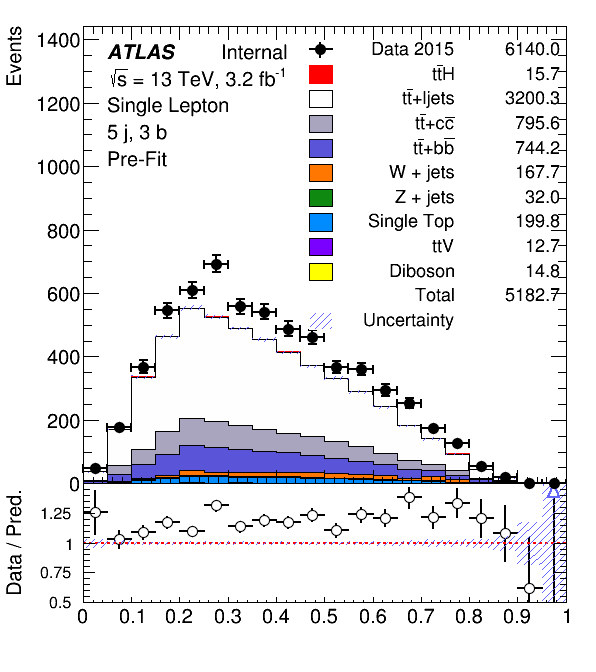 Events
1400
1200
1000
800
600
400
200
0
ATLAS Internal
√s = 13 TeV, 3.2 fb⁻¹
Single Lepton
5 j, 3 b
Pre-Fit
Data 2015 6140.0
tt̄H 15.7
tt̄+ljets 3200.3
tt̄+cc̄ 795.6
tt̄+bb̄ 744.2
W + jets 167.7
Z + jets 32.0
Single Top 199.8
ttV 12.7
Diboson 14.8
Total 5182.7
Uncertainty
Data / Pred.
1.25
1
0.75
0.5
0 0.1 0.2 0.3 0.4 0.5 0.6 0.7 0.8 0.9 1